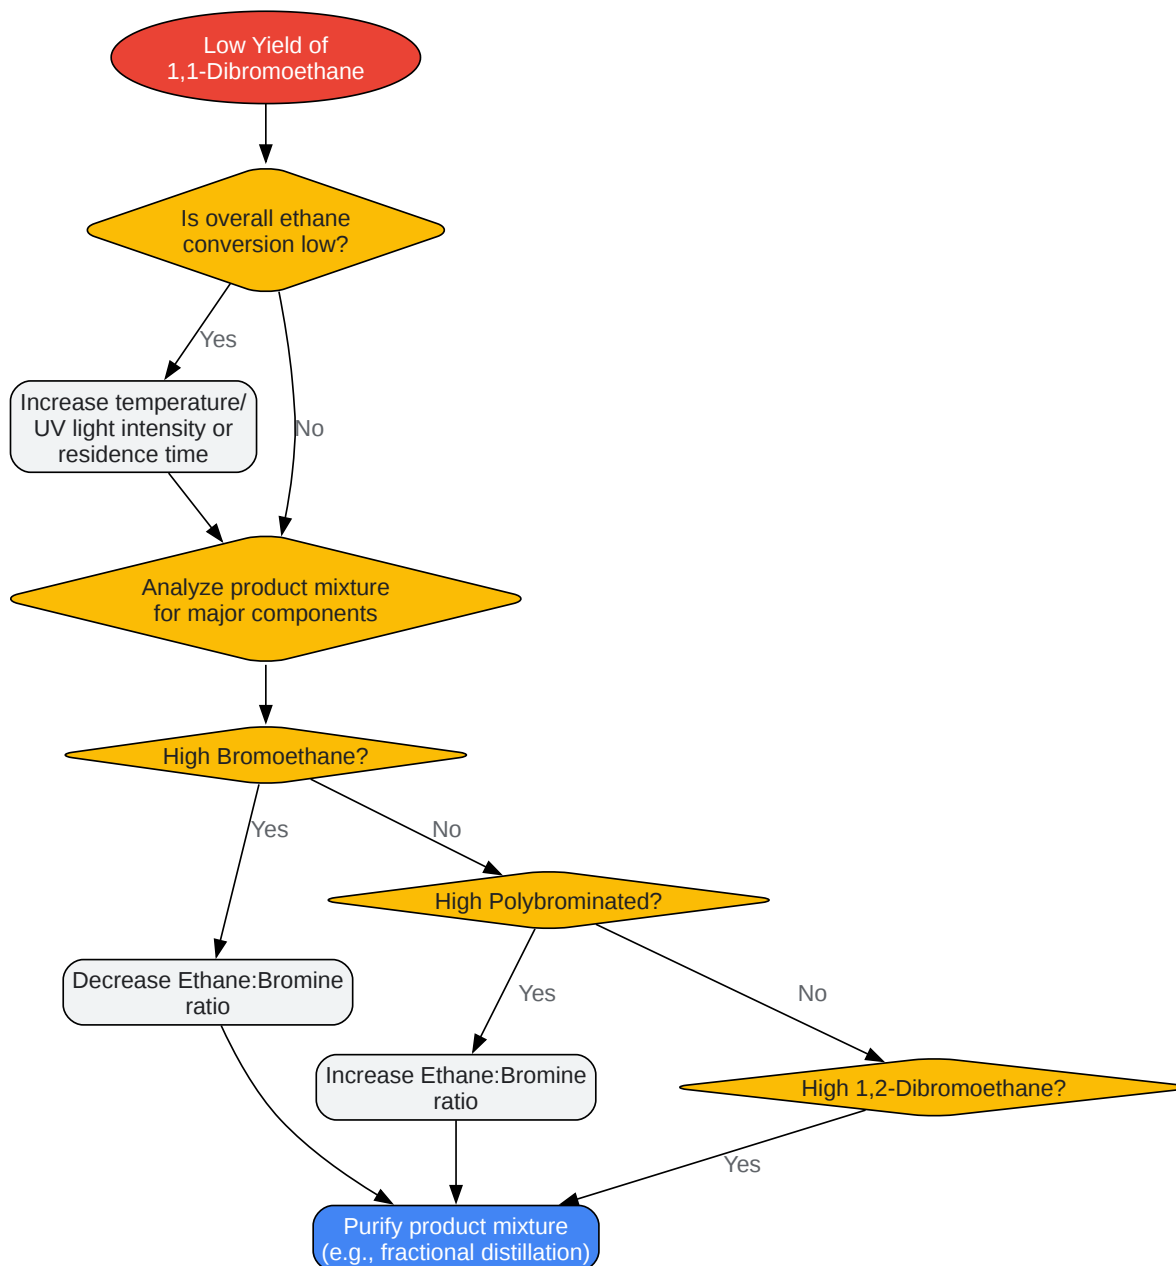 Low Yield of
1,1-Dibromoethane
Is overall ethane
conversion low?
Yes
Increase temperature/
UV light intensity or
residence time
No
Analyze product mixture
for major components
High Bromoethane?
Yes
No
High Polybrominated?
Decrease Ethane:Bromine
ratio
Yes
No
Increase Ethane:Bromine
ratio
High 1,2-Dibromoethane?
Yes
Purify product mixture
(e.g., fractional distillation)